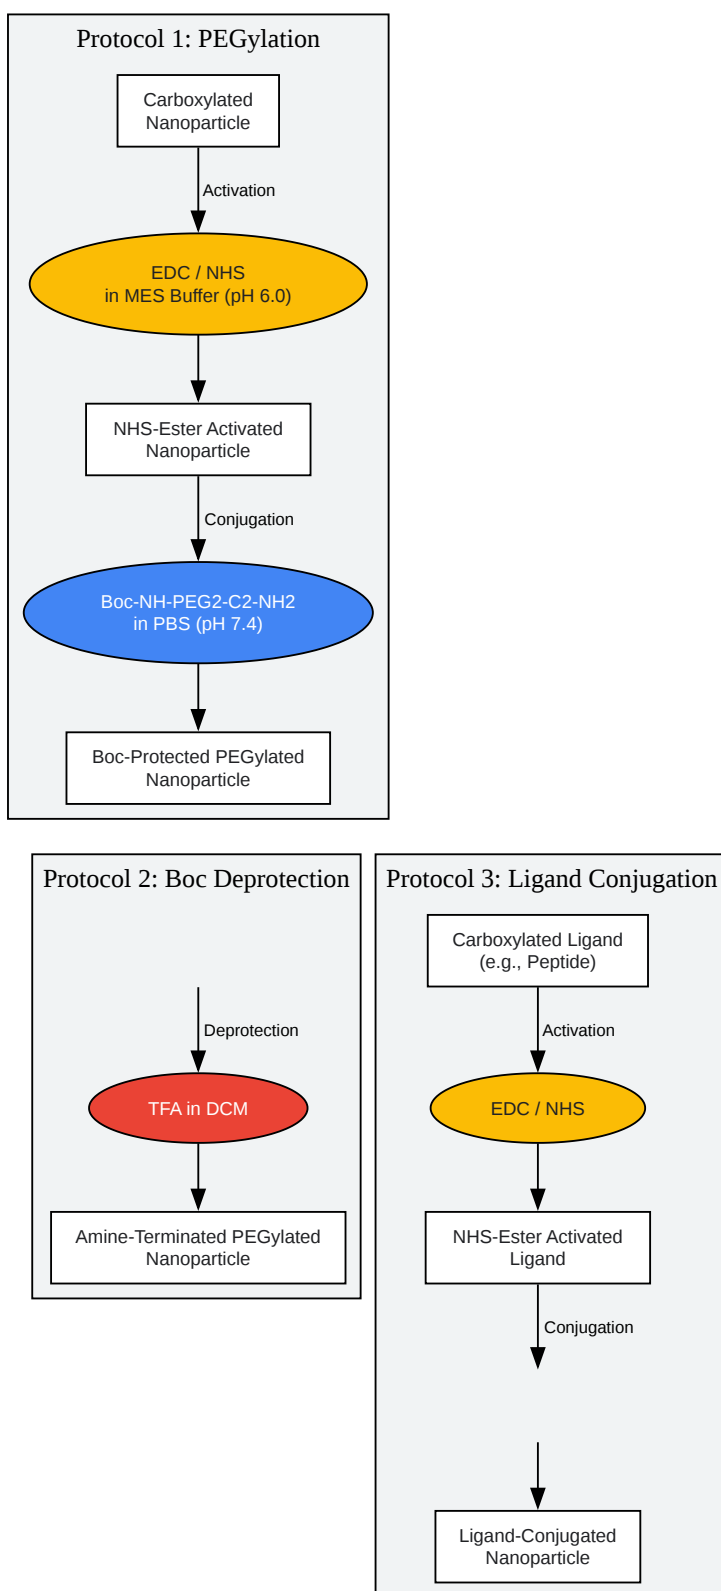 Protocol 1: PEGylation
Carboxylated
Nanoparticle
Activation
EDC / NHS
in MES Buffer (pH 6.0)
NHS-Ester Activated
Nanoparticle
Conjugation
Boc-NH-PEG2-C2-NH2
in PBS (pH 7.4)
Boc-Protected PEGylated
Nanoparticle
Protocol 2: Boc Deprotection
Deprotection
TFA in DCM
Amine-Terminated PEGylated
Nanoparticle
Protocol 3: Ligand Conjugation
Carboxylated Ligand
(e.g., Peptide)
Activation
EDC / NHS
NHS-Ester Activated
Ligand
Conjugation
Ligand-Conjugated
Nanoparticle